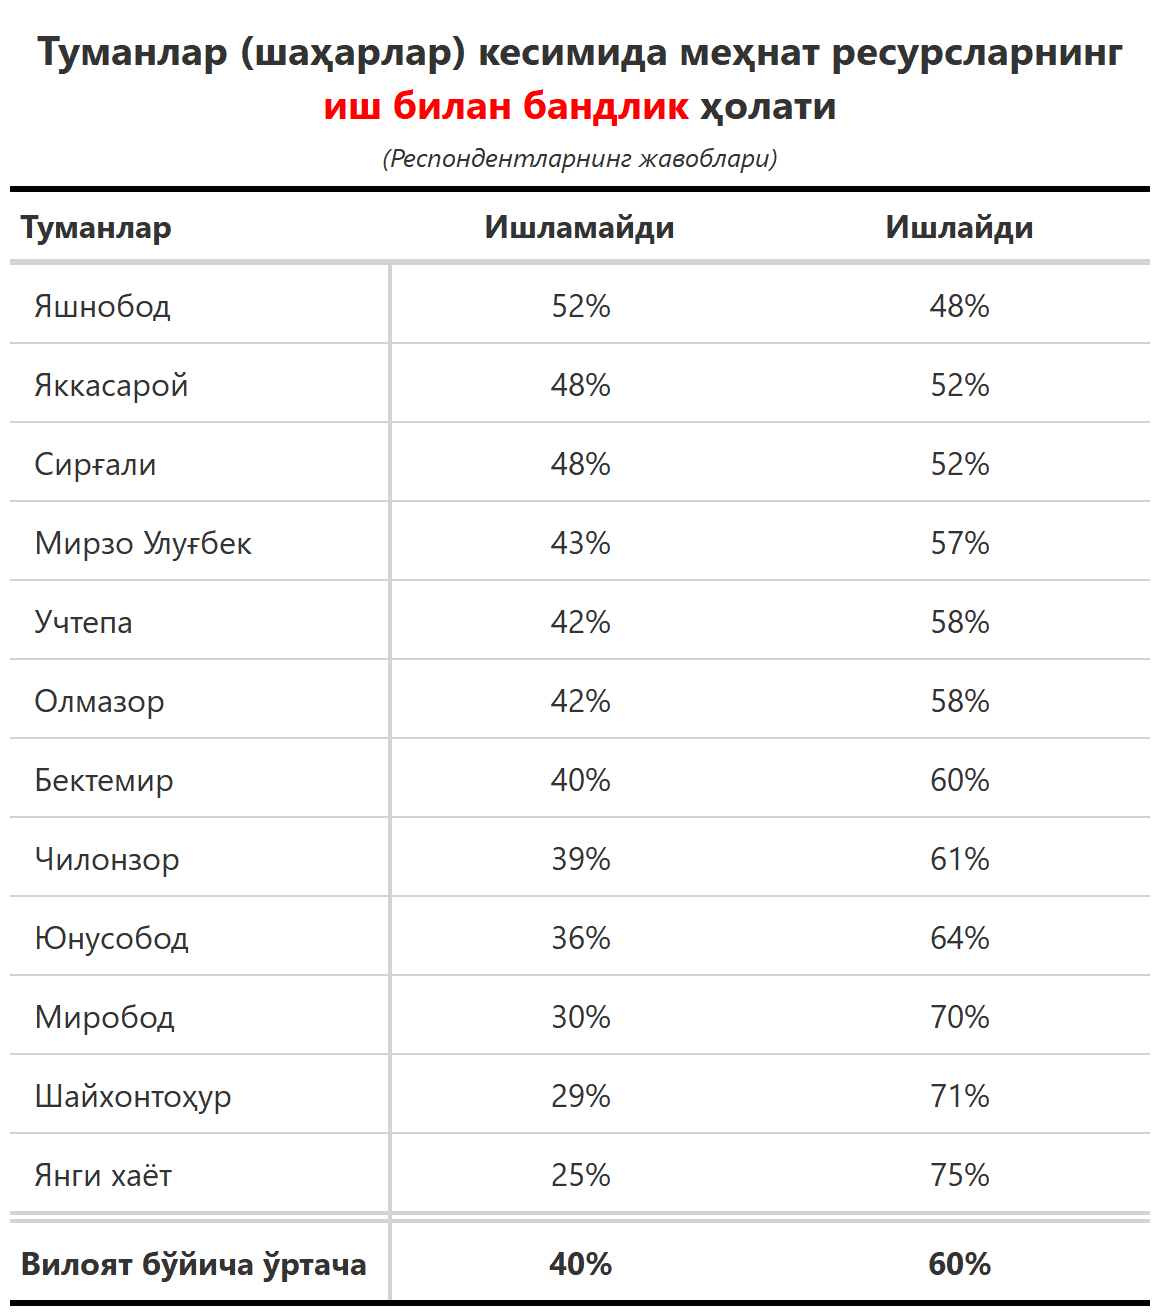 Туманлар (шаҳарлар) кесимида меҳнат ресурсларнинг
иш билан бандлик ҳолати
(Респондентларнинг жавоблари)
Туманлар Ишламайди Ишлайди
Яшнобод 52% 48%
Яккасарой 48% 52%
Сирғали 48% 52%
Мирзо Улуғбек 43% 57%
Учтепа 42% 58%
Олмазор 42% 58%
Бектемир 40% 60%
Чилонзор 39% 61%
Юнусобод 36% 64%
Миробод 30% 70%
Шайхонтоҳур 29% 71%
Янги хаёт 25% 75%
Вилоят бўйича ўртача 40% 60%